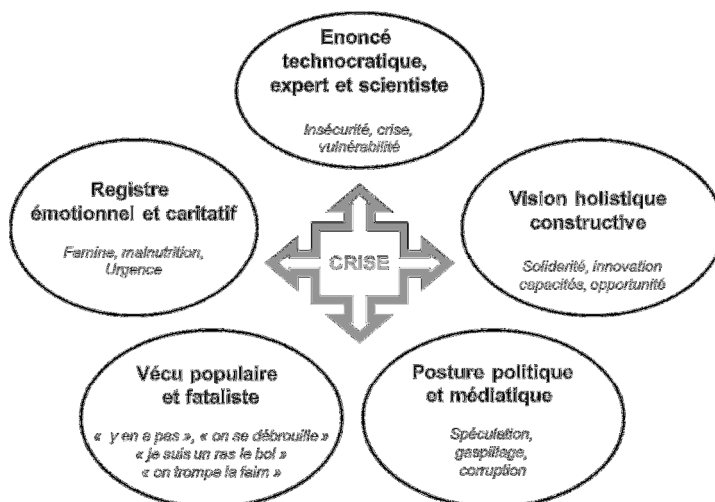 Enoncé
technocratique,
expert et scientiste
Insécurité, crise,
vulnérabilité
Registre
émotionnel et caritatif
Famine, malnutrition,
Urgence
CRISE
Vision holistique
constructive
Solidarité, innovation
capacités, opportunité
Vécu populaire
et fataliste
« y en a pas », « on se débrouille »
« je suis un ras le bol »
« on trompe la faim »
Posture politique
et médiatique
Spéculation,
gaspillage,
corruption